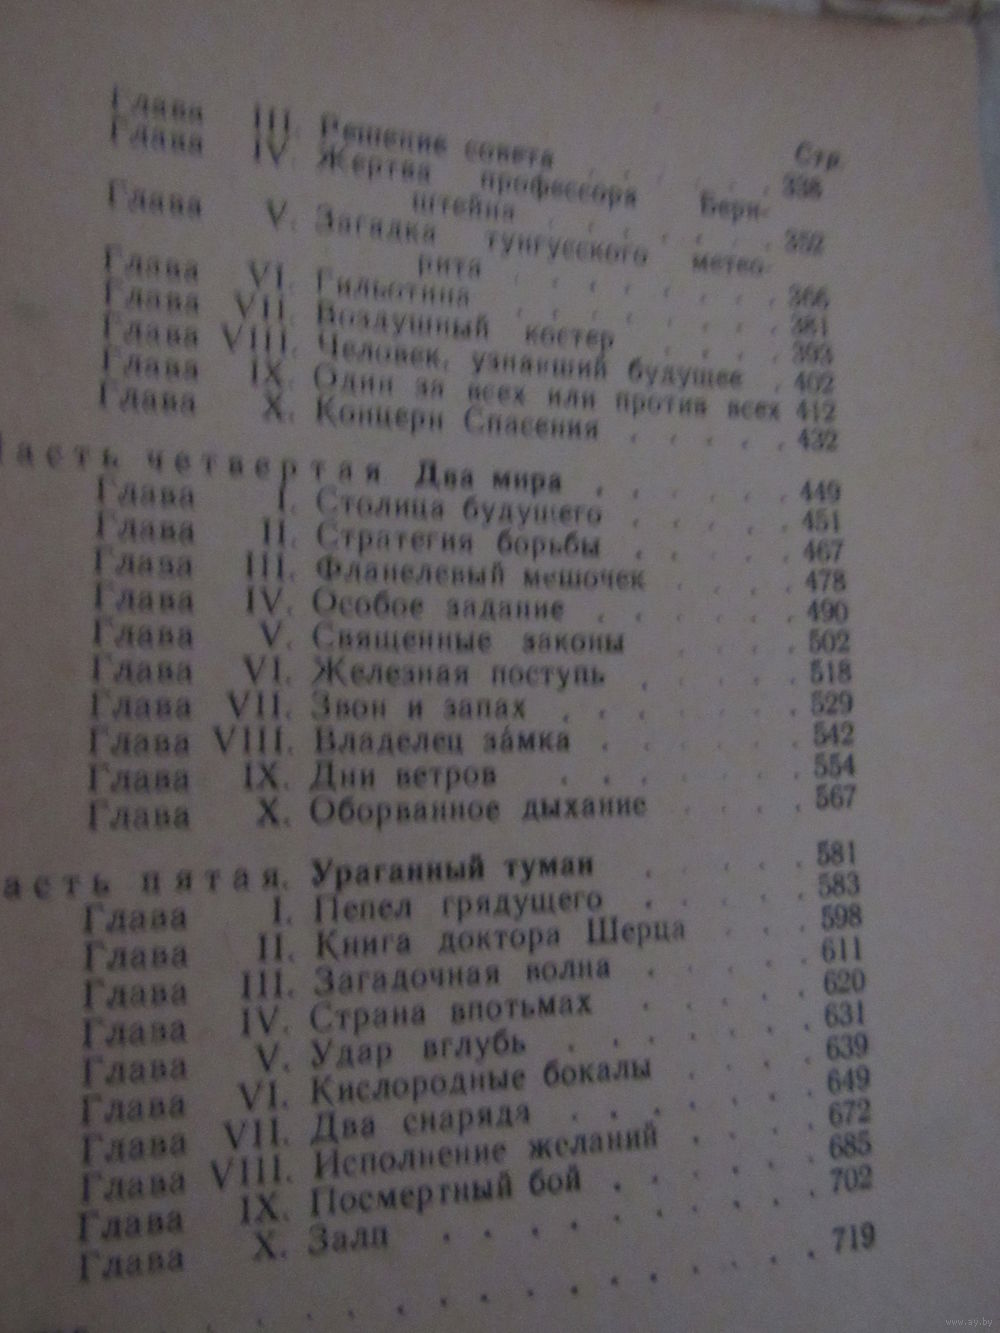 Стр.
Глава III. Решение совета . . . . . 338
Глава IV. Жертва профессора Берн-
штейна . . . . . . 352
Глава V. Загадка тунгусского метео-
рита . . . . . . . 366
Глава VI. Гильотина . . . . . . . 381
Глава VII. Воздушный костер . . . . 393
Глава VIII. Человек, узнавший будущее . 402
Глава IX. Один за всех или против всех 412
Глава X. Концерн Спасения . . . . . 432
Часть четвертая Два мира . . . . . . 449
Глава I. Столица будущего . . . . . 451
Глава II. Стратегия борьбы . . . . . 467
Глава III. Фланелевый мешочек . . . . 478
Глава IV. Особое задание . . . . . . 490
Глава V. Священные законы . . . . 502
Глава VI. Железная поступь . . . . . 518
Глава VII. Звон и запах . . . . . . . 529
Глава VIII. Владелец за́мка . . . . . . 542
Глава IX. Дни ветров . . . . . . . 554
Глава X. Оборванное дыхание . . . . 567
асть пятая. Ураганный туман . . . . . 581
Глава I. Пепел грядущего . . . . . 583
Глава II. Книга доктора Шерца . . . 598
Глава III. Загадочная волна . . . . . 611
Глава IV. Страна впотьмах . . . . . 620
Глава V. Удар вглубь . . . . . . . 631
Глава VI. Кислородные бокалы . . . . 639
Глава VII. Два снаряда . . . . . . . 649
Глава VIII. Исполнение желаний . . . . 672
Глава IX. Посмертный бой . . . . . . 685
Глава X. Залп . . . . . . . . . 702
. . . . . . . . . . . . . 719
www.ay.by